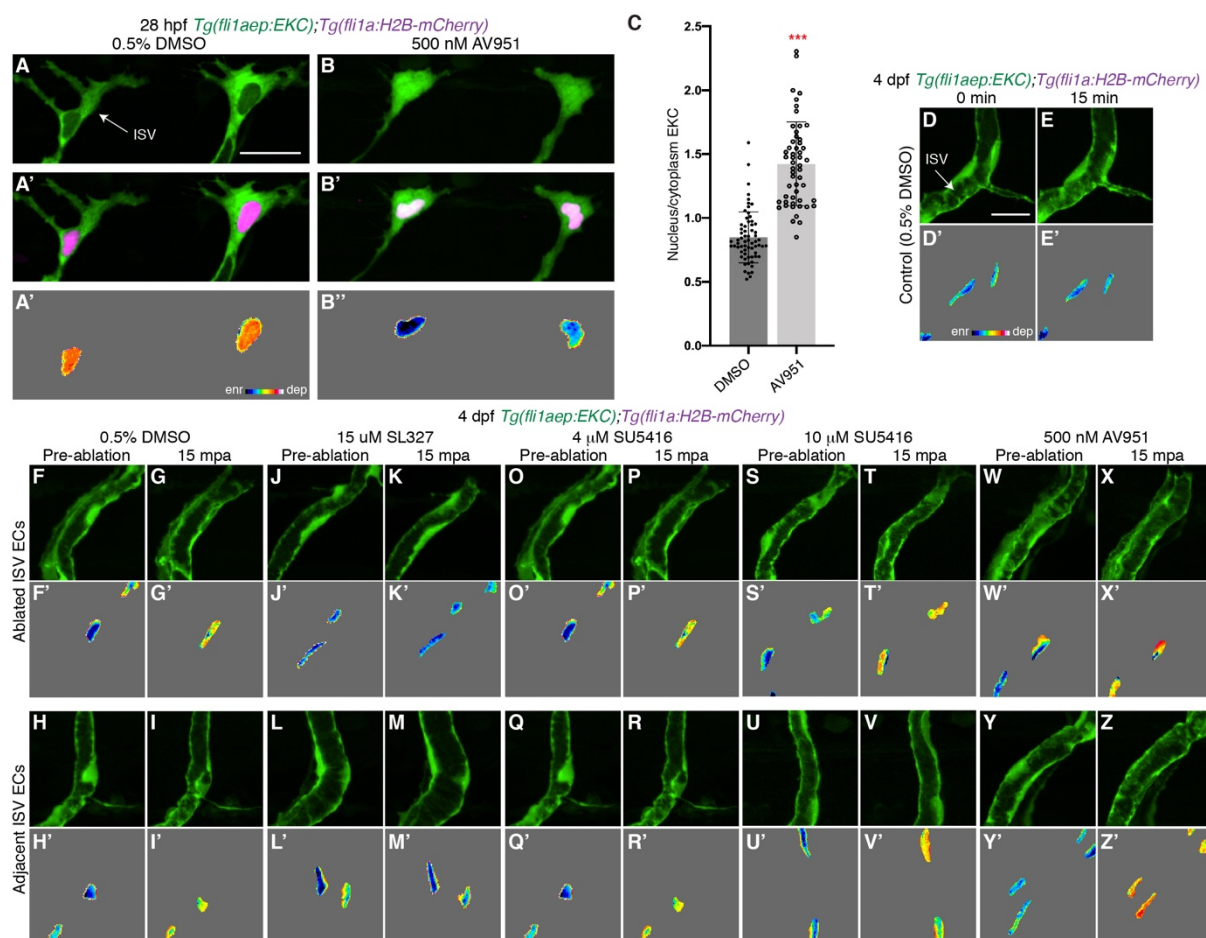 28 hpf Tg(fli1aep:EKC);Tg(fli1a:H2B-mCherry)
0.5% DMSO
500 nM AV951
A
ISV
B
A'
B'
A'
enr dep
B''
C
***
Nucleus/cytoplasm EKC
2.5
2.0
1.5
1.0
0.5
0.0
DMSO
AV951
4 dpf Tg(fli1aep:EKC);Tg(fli1a:H2B-mCherry)
0 min
15 min
Control (0.5% DMSO)
D
ISV
E
D'
enr dep
E'
4 dpf Tg(fli1aep:EKC);Tg(fli1a:H2B-mCherry)
0.5% DMSO
15 uM SL327
4 μM SU5416
10 μM SU5416
500 nM AV951
Pre-ablation
15 mpa
Pre-ablation
15 mpa
Pre-ablation
15 mpa
Pre-ablation
15 mpa
Pre-ablation
15 mpa
Ablated ISV ECs
F
G
J
K
O
P
S
T
W
X
F'
G'
J'
K'
O'
P'
S'
T'
W'
X'
Adjacent ISV ECs
H
I
L
M
Q
R
U
V
Y
Z
H'
I'
L'
M'
Q'
R'
U'
V'
Y'
Z'